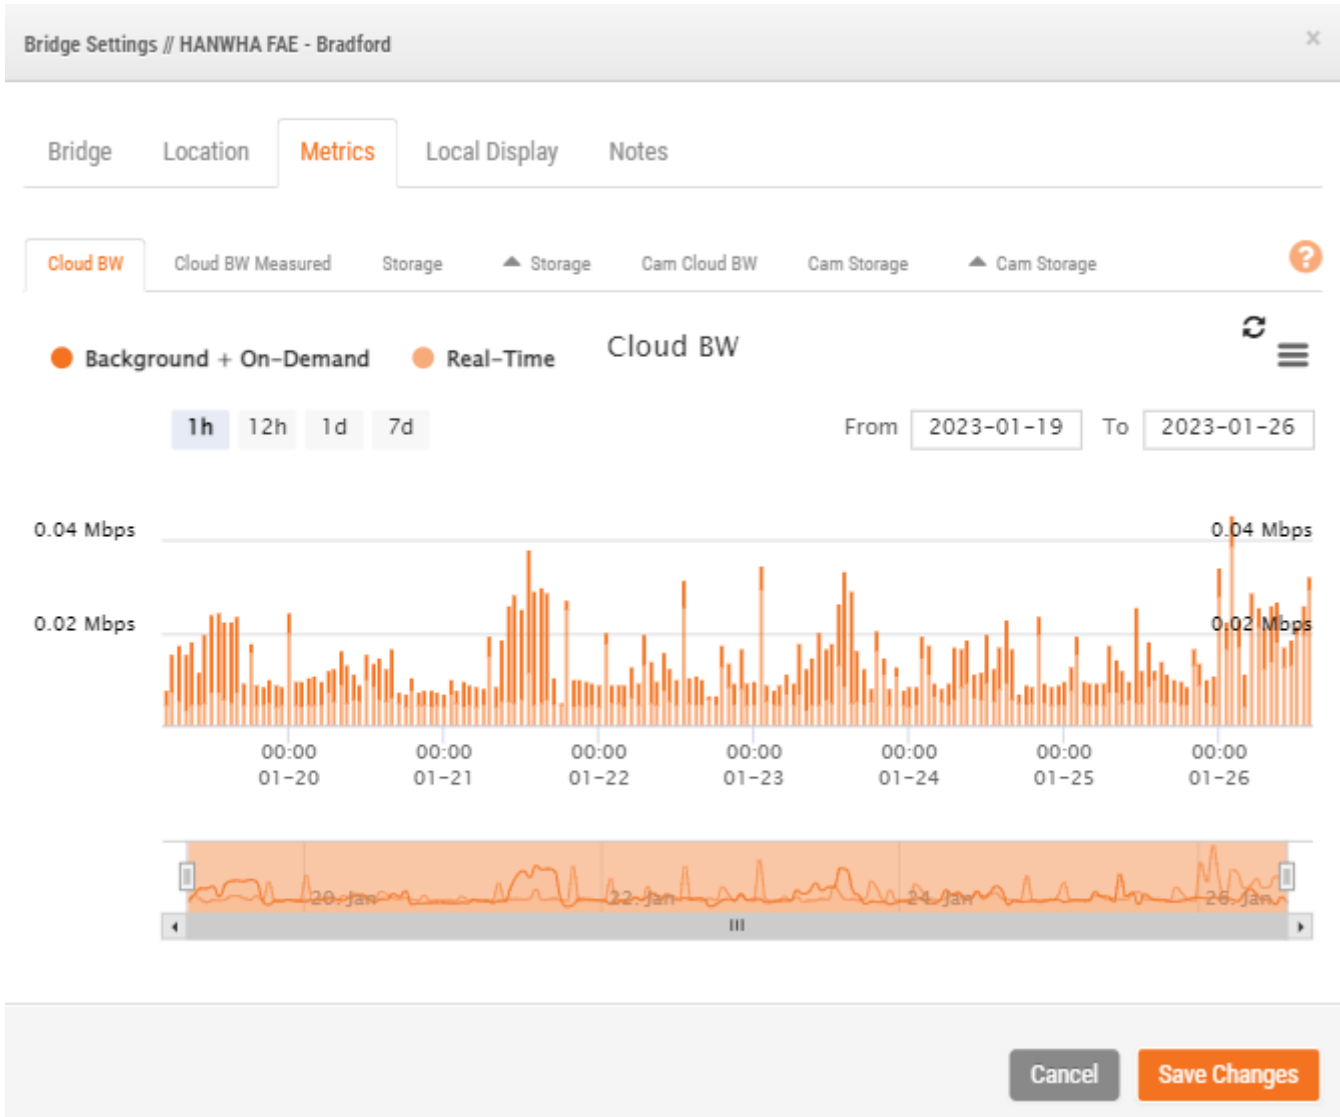 Bridge Settings // HANWHA FAE - Bradford ×
Bridge Location Metrics Local Display Notes
Cloud BW Cloud BW Measured Storage ▲ Storage Cam Cloud BW Cam Storage ▲ Cam Storage ?
Background + On-Demand Real-Time Cloud BW
1h 12h 1d 7d From 2023-01-19 To 2023-01-26
0.04 Mbps 0.04 Mbps
0.02 Mbps 0.02 Mbps
00:00 00:00 00:00 00:00 00:00 00:00 00:00
01-20 01-21 01-22 01-23 01-24 01-25 01-26
20. Jan 22. Jan 24. Jan 26. Jan
Cancel Save Changes